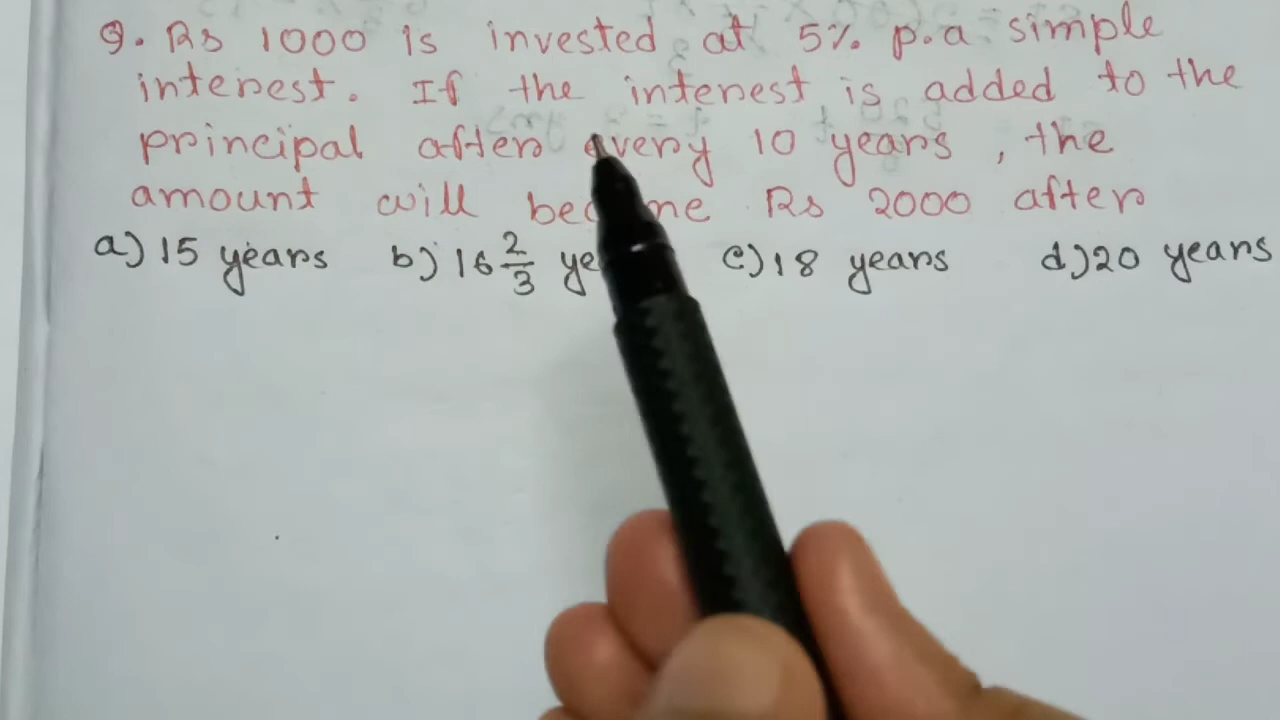 Q. Rs 1000 is invested at 5% p.a simple
interest. If the interest is added to the
principal after every 10 years, the
amount will become Rs 2000 after
a) 15 years b) 16 2/3 ye c) 18 years d) 20 years